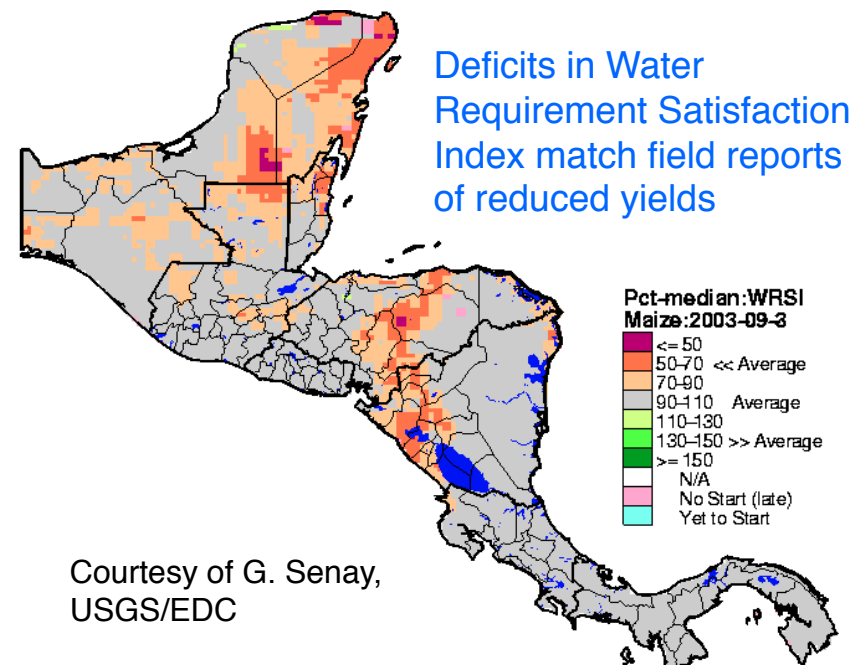 Deficits in Water
Requirement Satisfaction
Index match field reports
of reduced yields
Pct-median:WRSI
Maize:2003-09-3
<= 50
50-70 << Average
70-90
90-110 Average
110-130
130-150 >> Average
>= 150
N/A
No Start (late)
Yet to Start
Courtesy of G. Senay,
USGS/EDC